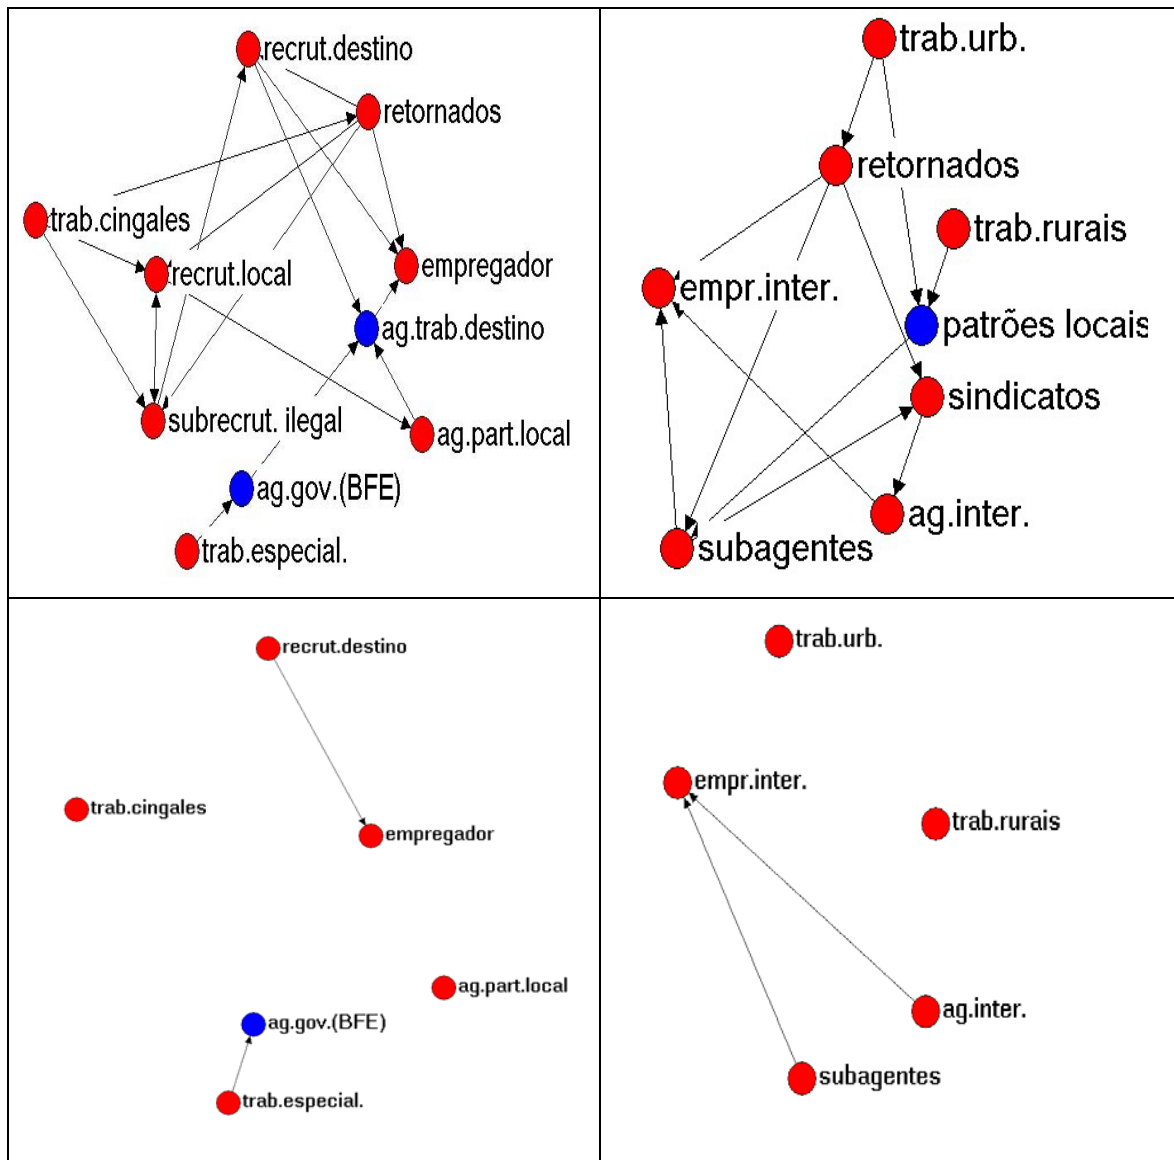 recrut.destino
retornados
trab.cingales
recrut.local
empregador
ag.trab.destino
subrecrut. ilegal
ag.part.local
ag.gov.(BFE)
trab.especial.
trab.urb.
retornados
trab.rurais
empr.inter.
patrões locais
sindicatos
ag.inter.
subagentes
recrut.destino
trab.cingales
empregador
ag.part.local
ag.gov.(BFE)
trab.especial.
trab.urb.
empr.inter.
trab.rurais
ag.inter.
subagentes